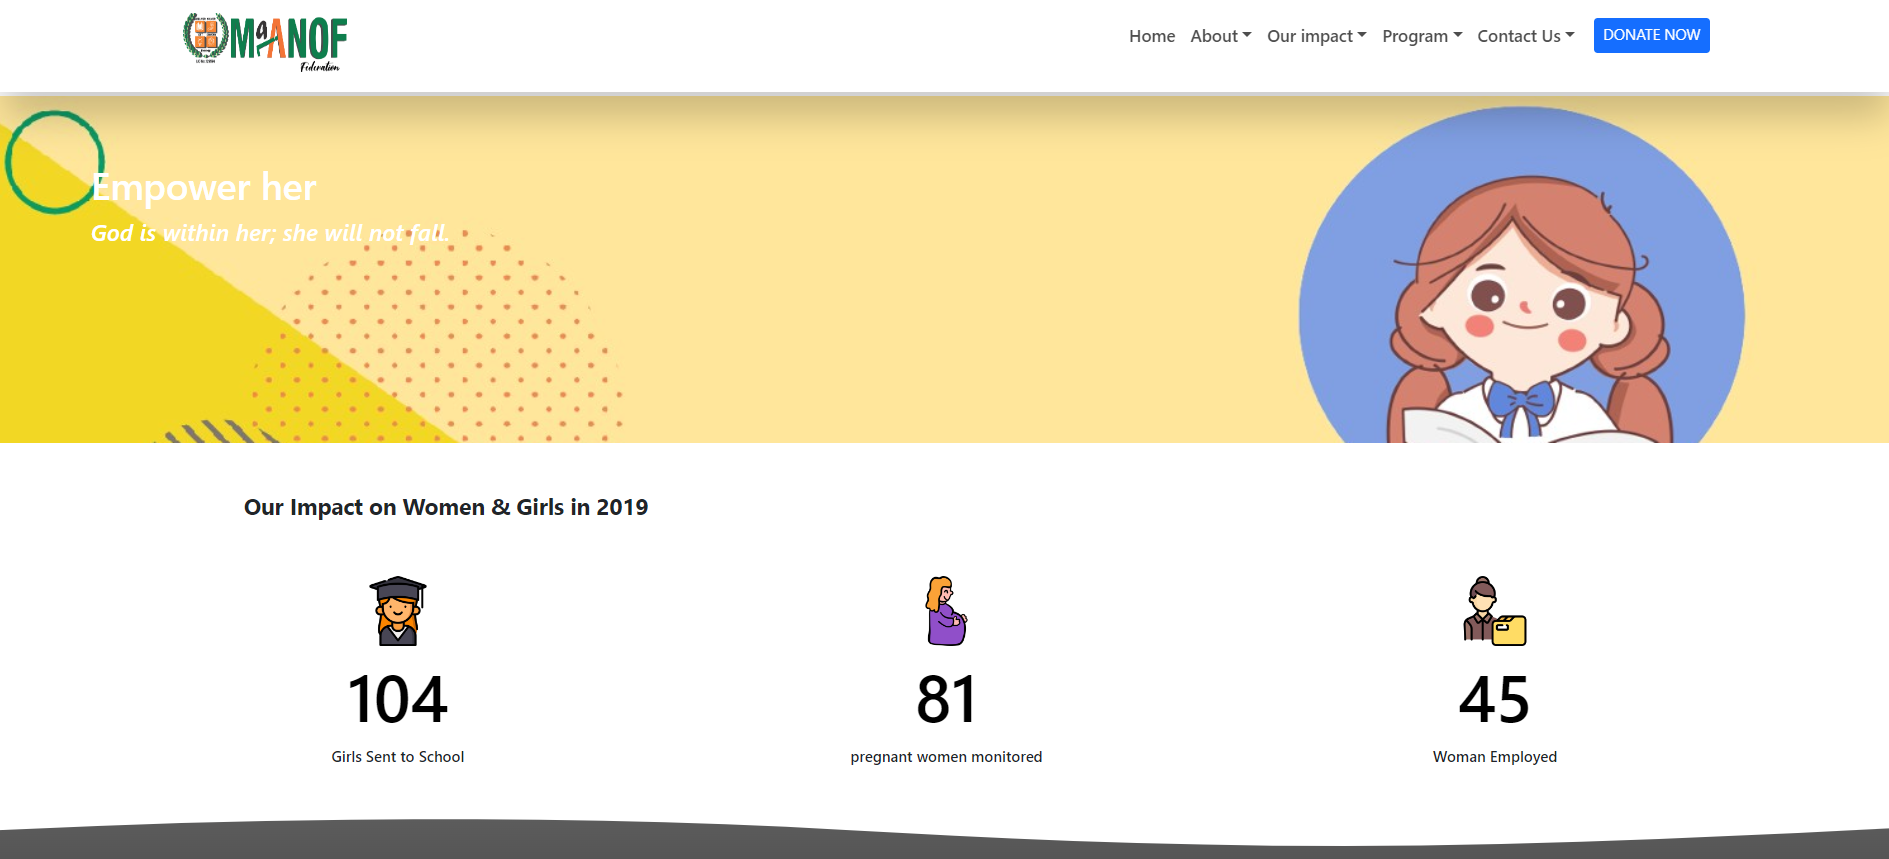 MaANOF
Federation
Home About Our impact Program Contact Us DONATE NOW
Empower her
God is within her; she will not fall.
Our Impact on Women & Girls in 2019
104 81 45
Girls Sent to School pregnant women monitored Woman Employed